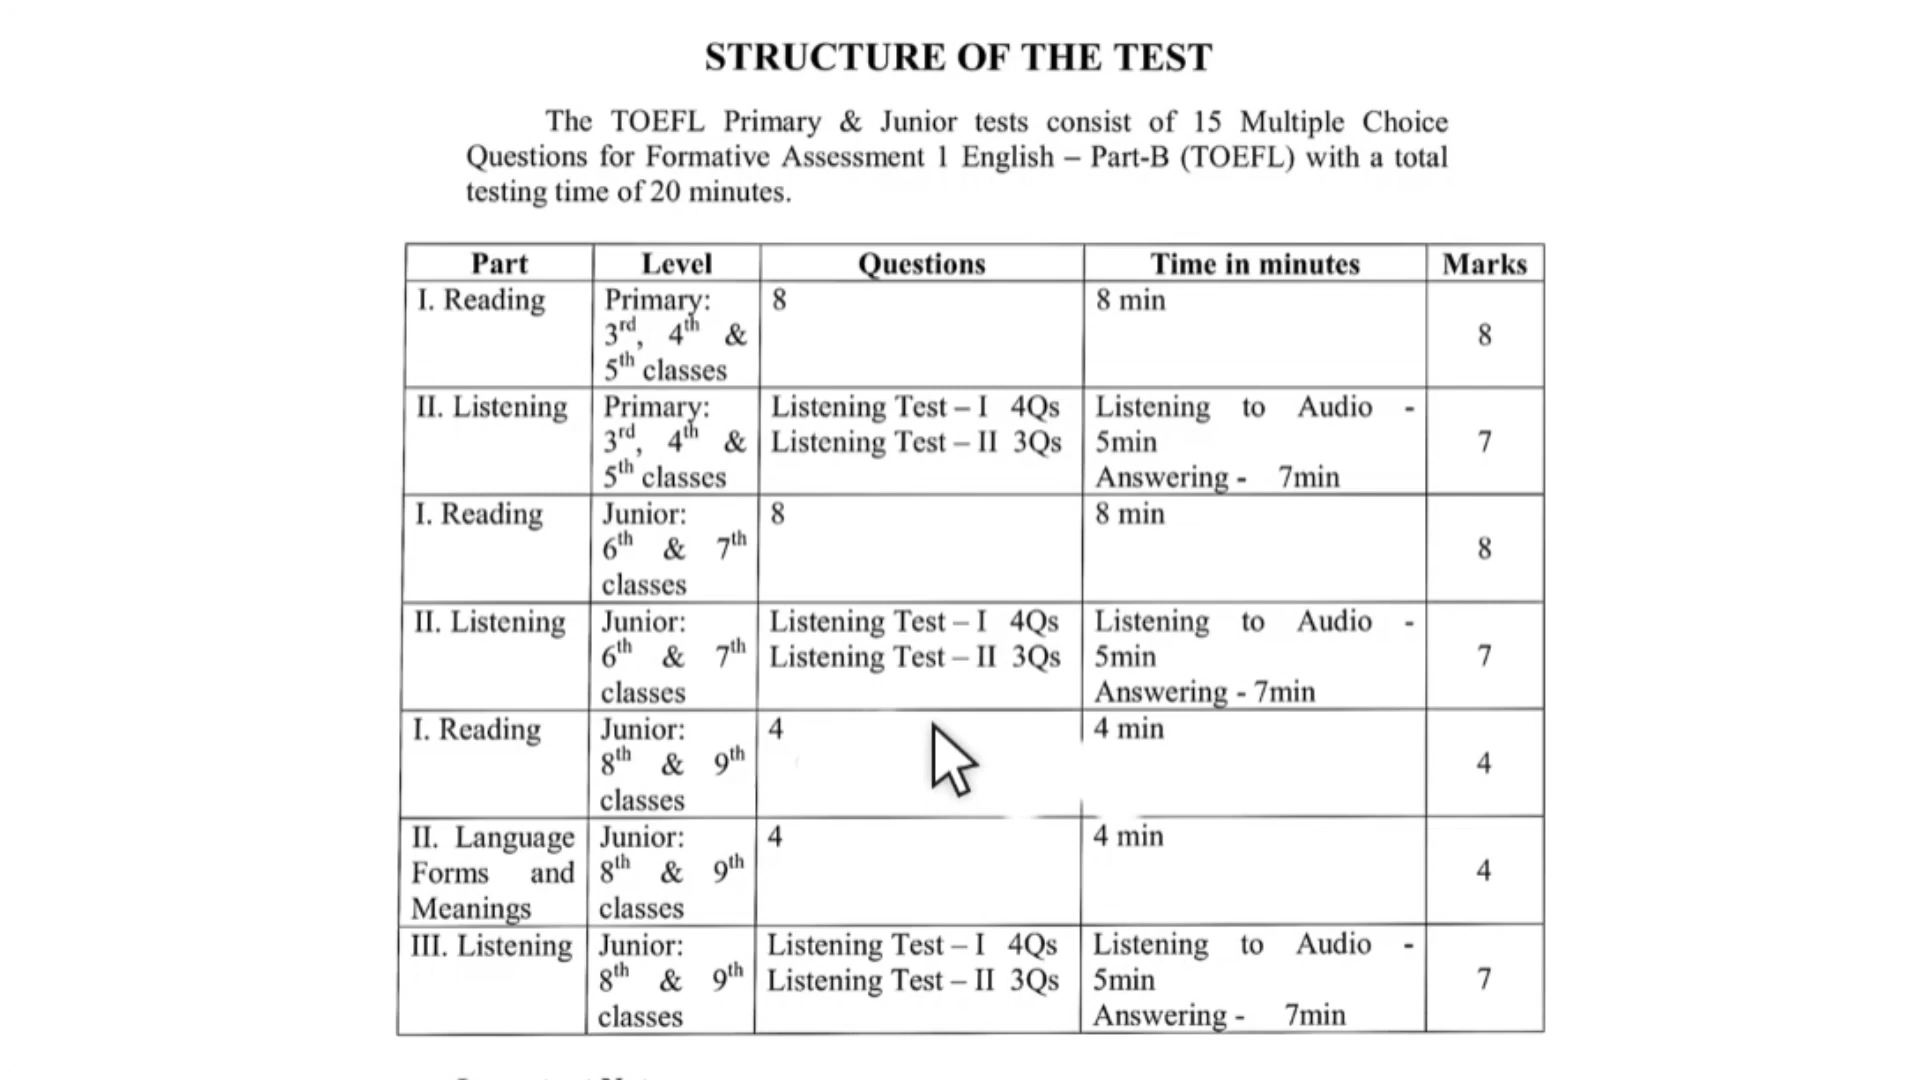 STRUCTURE OF THE TEST
The TOEFL Primary & Junior tests consist of 15 Multiple Choice
Questions for Formative Assessment 1 English – Part-B (TOEFL) with a total
testing time of 20 minutes.
Part Level Questions Time in minutes Marks
I. Reading Primary: 3rd, 4th & 5th classes 8 8 min 8
II. Listening Primary: 3rd, 4th & 5th classes Listening Test – I 4Qs Listening Test – II 3Qs Listening to Audio - 5min Answering - 7min 7
I. Reading Junior: 6th & 7th classes 8 8 min 8
II. Listening Junior: 6th & 7th classes Listening Test – I 4Qs Listening Test – II 3Qs Listening to Audio - 5min Answering - 7min 7
I. Reading Junior: 8th & 9th classes 4 4 min 4
II. Language Forms and Meanings Junior: 8th & 9th classes 4 4 min 4
III. Listening Junior: 8th & 9th classes Listening Test – I 4Qs Listening Test – II 3Qs Listening to Audio - 5min Answering - 7min 7